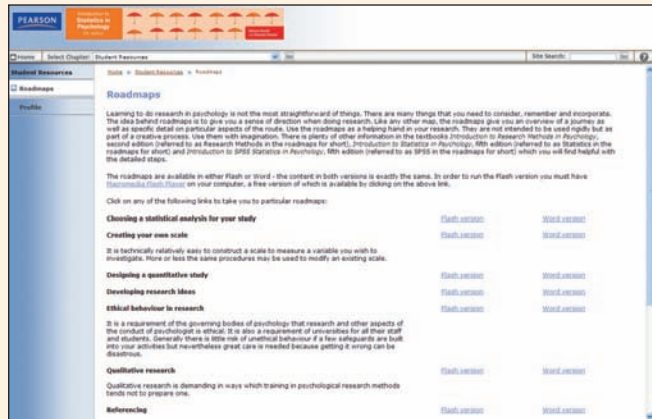 PEARSON
Introduction to
Statistics in
Psychology
Home
Select Chapter:
Student Resources
Go
Site Search:
Go
?
Student Resources
Home > Student Resources > Roadmaps
Roadmaps
Profile
Roadmaps
Learning to do research in psychology is not the most straightforward of things. There are many things that you need to consider, remember and incorporate.
The idea behind roadmaps is to give you a sense of direction when doing research. Like any other map, the roadmaps give you an overview of a journey as
well as specific detail on particular aspects of the route. Use the roadmaps as a helping hand in your research. They are not intended to be used rigidly but as
part of a creative process. Use them with imagination. There is plenty of other information in the textbooks Introduction to Research Methods in Psychology,
second edition (referred to as Research Methods in the roadmaps for short), Introduction to Statistics in Psychology, fifth edition (referred to as Statistics in the
roadmaps for short) and Introduction to SPSS Statistics in Psychology, fifth edition (referred to as SPSS in the roadmaps for short) which you will find helpful with
the detailed steps.
The roadmaps are available in either Flash or Word - the content in both versions is exactly the same. In order to run the Flash version you must have
Macromedia Flash Player on your computer, a free version of which is available by clicking on the above link.
Click on any of the following links to take you to particular roadmaps:
Choosing a statistical analysis for your study Flash version Word version
Creating your own scale Flash version Word version
It is technically relatively easy to construct a scale to measure a variable you wish to
investigate. More or less the same procedures may be used to modify an existing scale.
Designing a quantitative study Flash version Word version
Developing research ideas Flash version Word version
Ethical behaviour in research Flash version Word version
It is a requirement of the governing bodies of psychology that research and other aspects of
the conduct of psychologist is ethical. It is also a requirement of universities for all their staff
and students. Generally there is little risk of unethical behaviour if a few safeguards are built
into your activities but nevertheless great care is needed because getting it wrong can be
disastrous.
Qualitative research Flash version Word version
Qualitative research is demanding in ways which training in psychological research methods
tends not to prepare one.
Referencing Flash version Word version